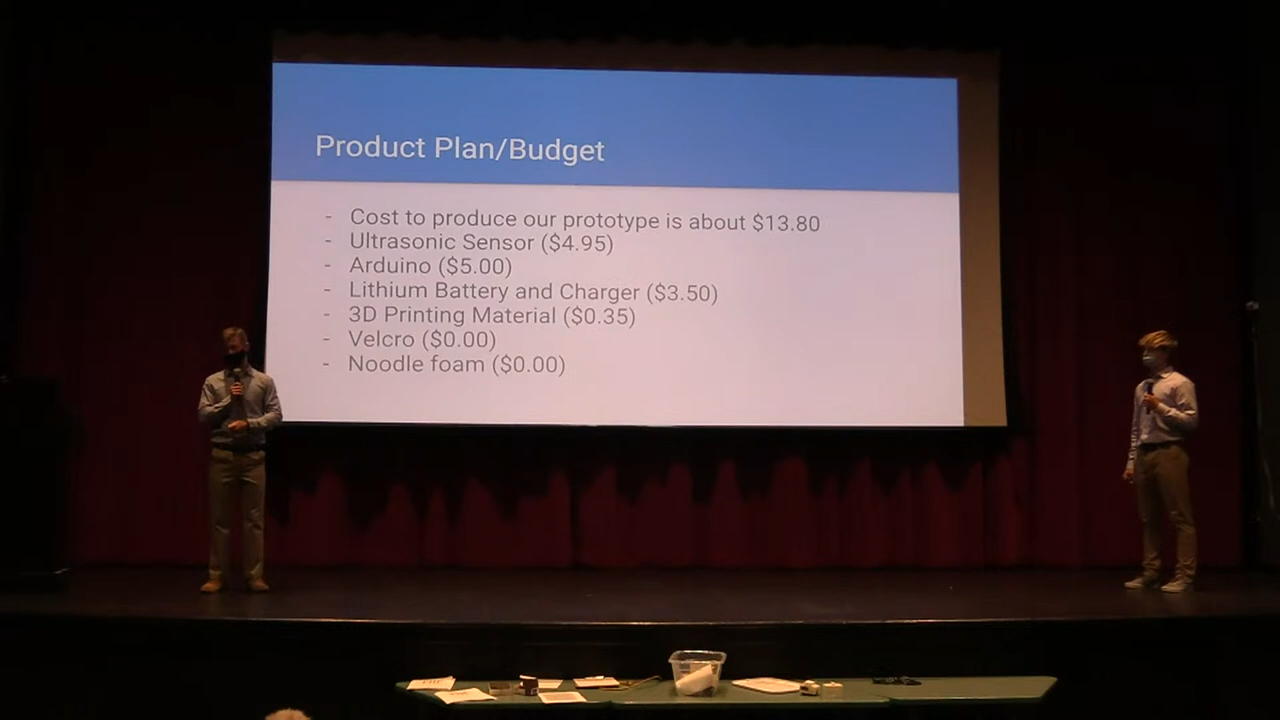 Product Plan/Budget
- Cost to produce our prototype is about $13.80
- Ultrasonic Sensor ($4.95)
- Arduino ($5.00)
- Lithium Battery and Charger ($3.50)
- 3D Printing Material ($0.35)
- Velcro ($0.00)
- Noodle foam ($0.00)